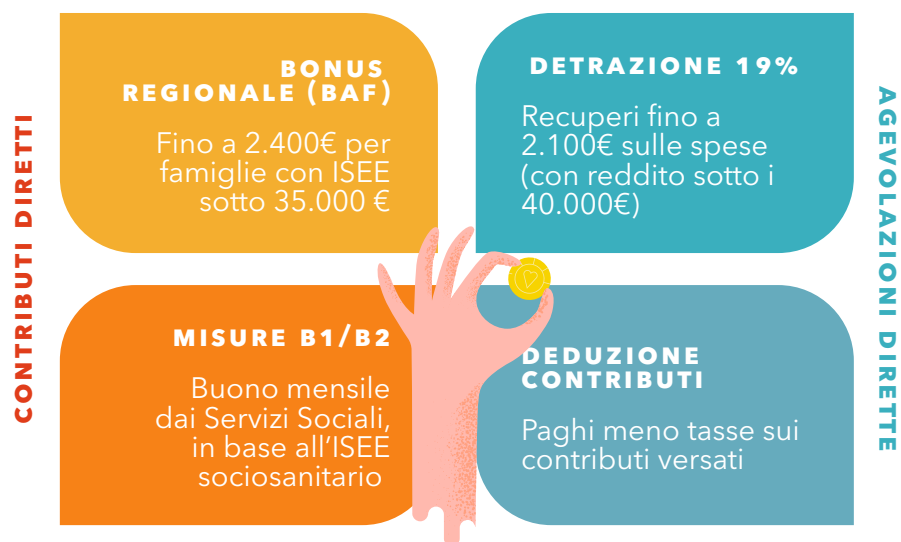 CONTRIBUTI DIRETTI
BONUS
REGIONALE (BAF)
Fino a 2.400€ per
famiglie con ISEE
sotto 35.000 €
DETRAZIONE 19%
Recuperi fino a
2.100€ sulle spese
(con reddito sotto i
40.000€)
MISURE B1/B2
Buono mensile
dai Servizi Sociali,
in base all'ISEE
sociosanitario
DEDUZIONE
CONTRIBUTI
Paghi meno tasse sui
contributi versati
AGEVOLAZIONI DIRETTE